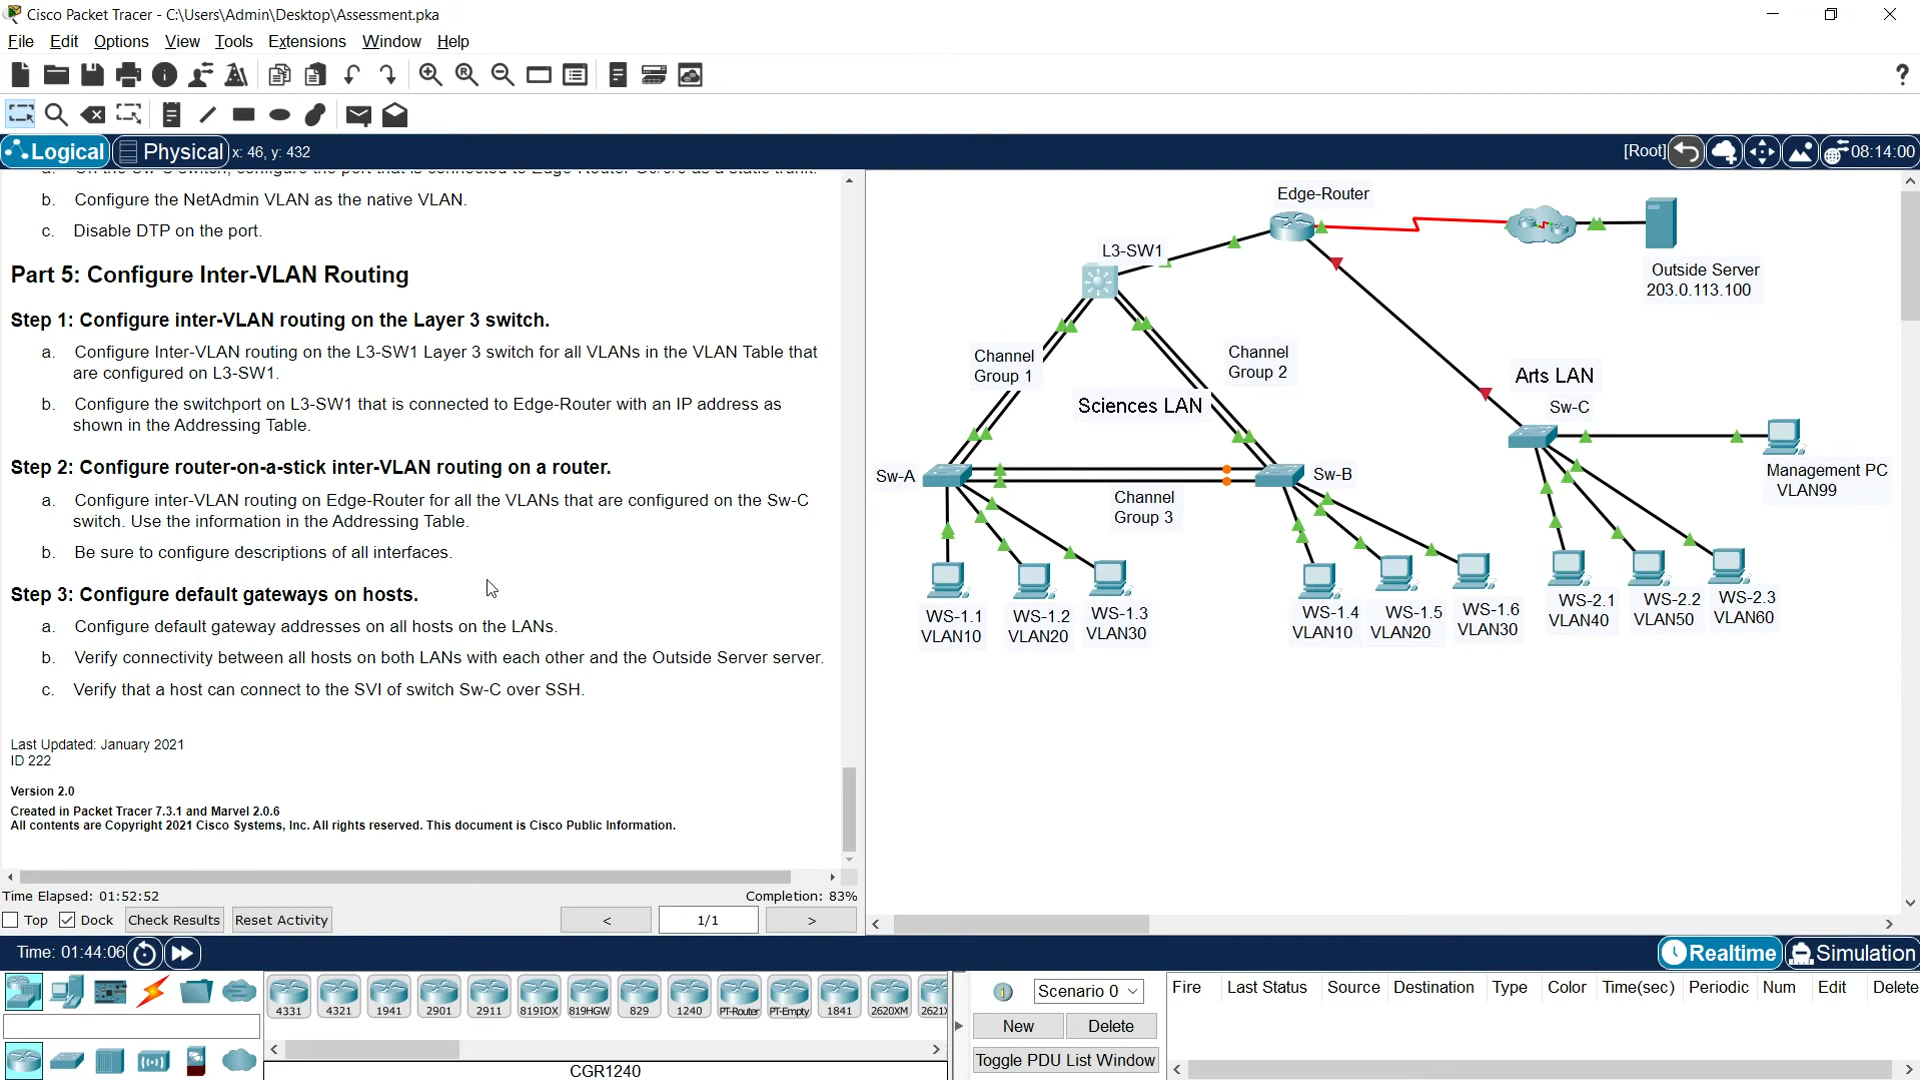 Cisco Packet Tracer - C:\Users\Admin\Desktop\Assessment.pka
File Edit Options View Tools Extensions Window Help
Logical Physical x: 46, y: 432
[Root] 08:14:00
b. Configure the NetAdmin VLAN as the native VLAN.
c. Disable DTP on the port.
Part 5: Configure Inter-VLAN Routing
Step 1: Configure inter-VLAN routing on the Layer 3 switch.
a. Configure Inter-VLAN routing on the L3-SW1 Layer 3 switch for all VLANs in the VLAN Table that
are configured on L3-SW1.
b. Configure the switchport on L3-SW1 that is connected to Edge-Router with an IP address as
shown in the Addressing Table.
Step 2: Configure router-on-a-stick inter-VLAN routing on a router.
a. Configure inter-VLAN routing on Edge-Router for all the VLANs that are configured on the Sw-C
switch. Use the information in the Addressing Table.
b. Be sure to configure descriptions of all interfaces.
Step 3: Configure default gateways on hosts.
a. Configure default gateway addresses on all hosts on the LANs.
b. Verify connectivity between all hosts on both LANs with each other and the Outside Server server.
c. Verify that a host can connect to the SVI of switch Sw-C over SSH.
Last Updated: January 2021
ID 222
Version 2.0
Created in Packet Tracer 7.3.1 and Marvel 2.0.6
All contents are Copyright 2021 Cisco Systems, Inc. All rights reserved. This document is Cisco Public Information.
Time Elapsed: 01:52:52
Completion: 83%
Top Dock Check Results Reset Activity < 1/1 >
Edge-Router
L3-SW1
Outside Server
203.0.113.100
Channel
Group 1
Channel
Group 2
Sciences LAN
Arts LAN
Sw-C
Sw-A
Sw-B
Channel
Group 3
Management PC
VLAN99
WS-1.1
VLAN10
WS-1.2
VLAN20
WS-1.3
VLAN30
WS-1.4
VLAN10
WS-1.5
VLAN20
WS-1.6
VLAN30
WS-2.1
VLAN40
WS-2.2
VLAN50
WS-2.3
VLAN60
Time: 01:44:06
Realtime Simulation
4331 4321 1941 2901 2911 819IOX 819HGW 829 1240 PT-Router PT-Empty 1841 2620XM
CGR1240
Scenario 0
New Delete
Toggle PDU List Window
Fire Last Status Source Destination Type Color Time(sec) Periodic Num Edit Delete